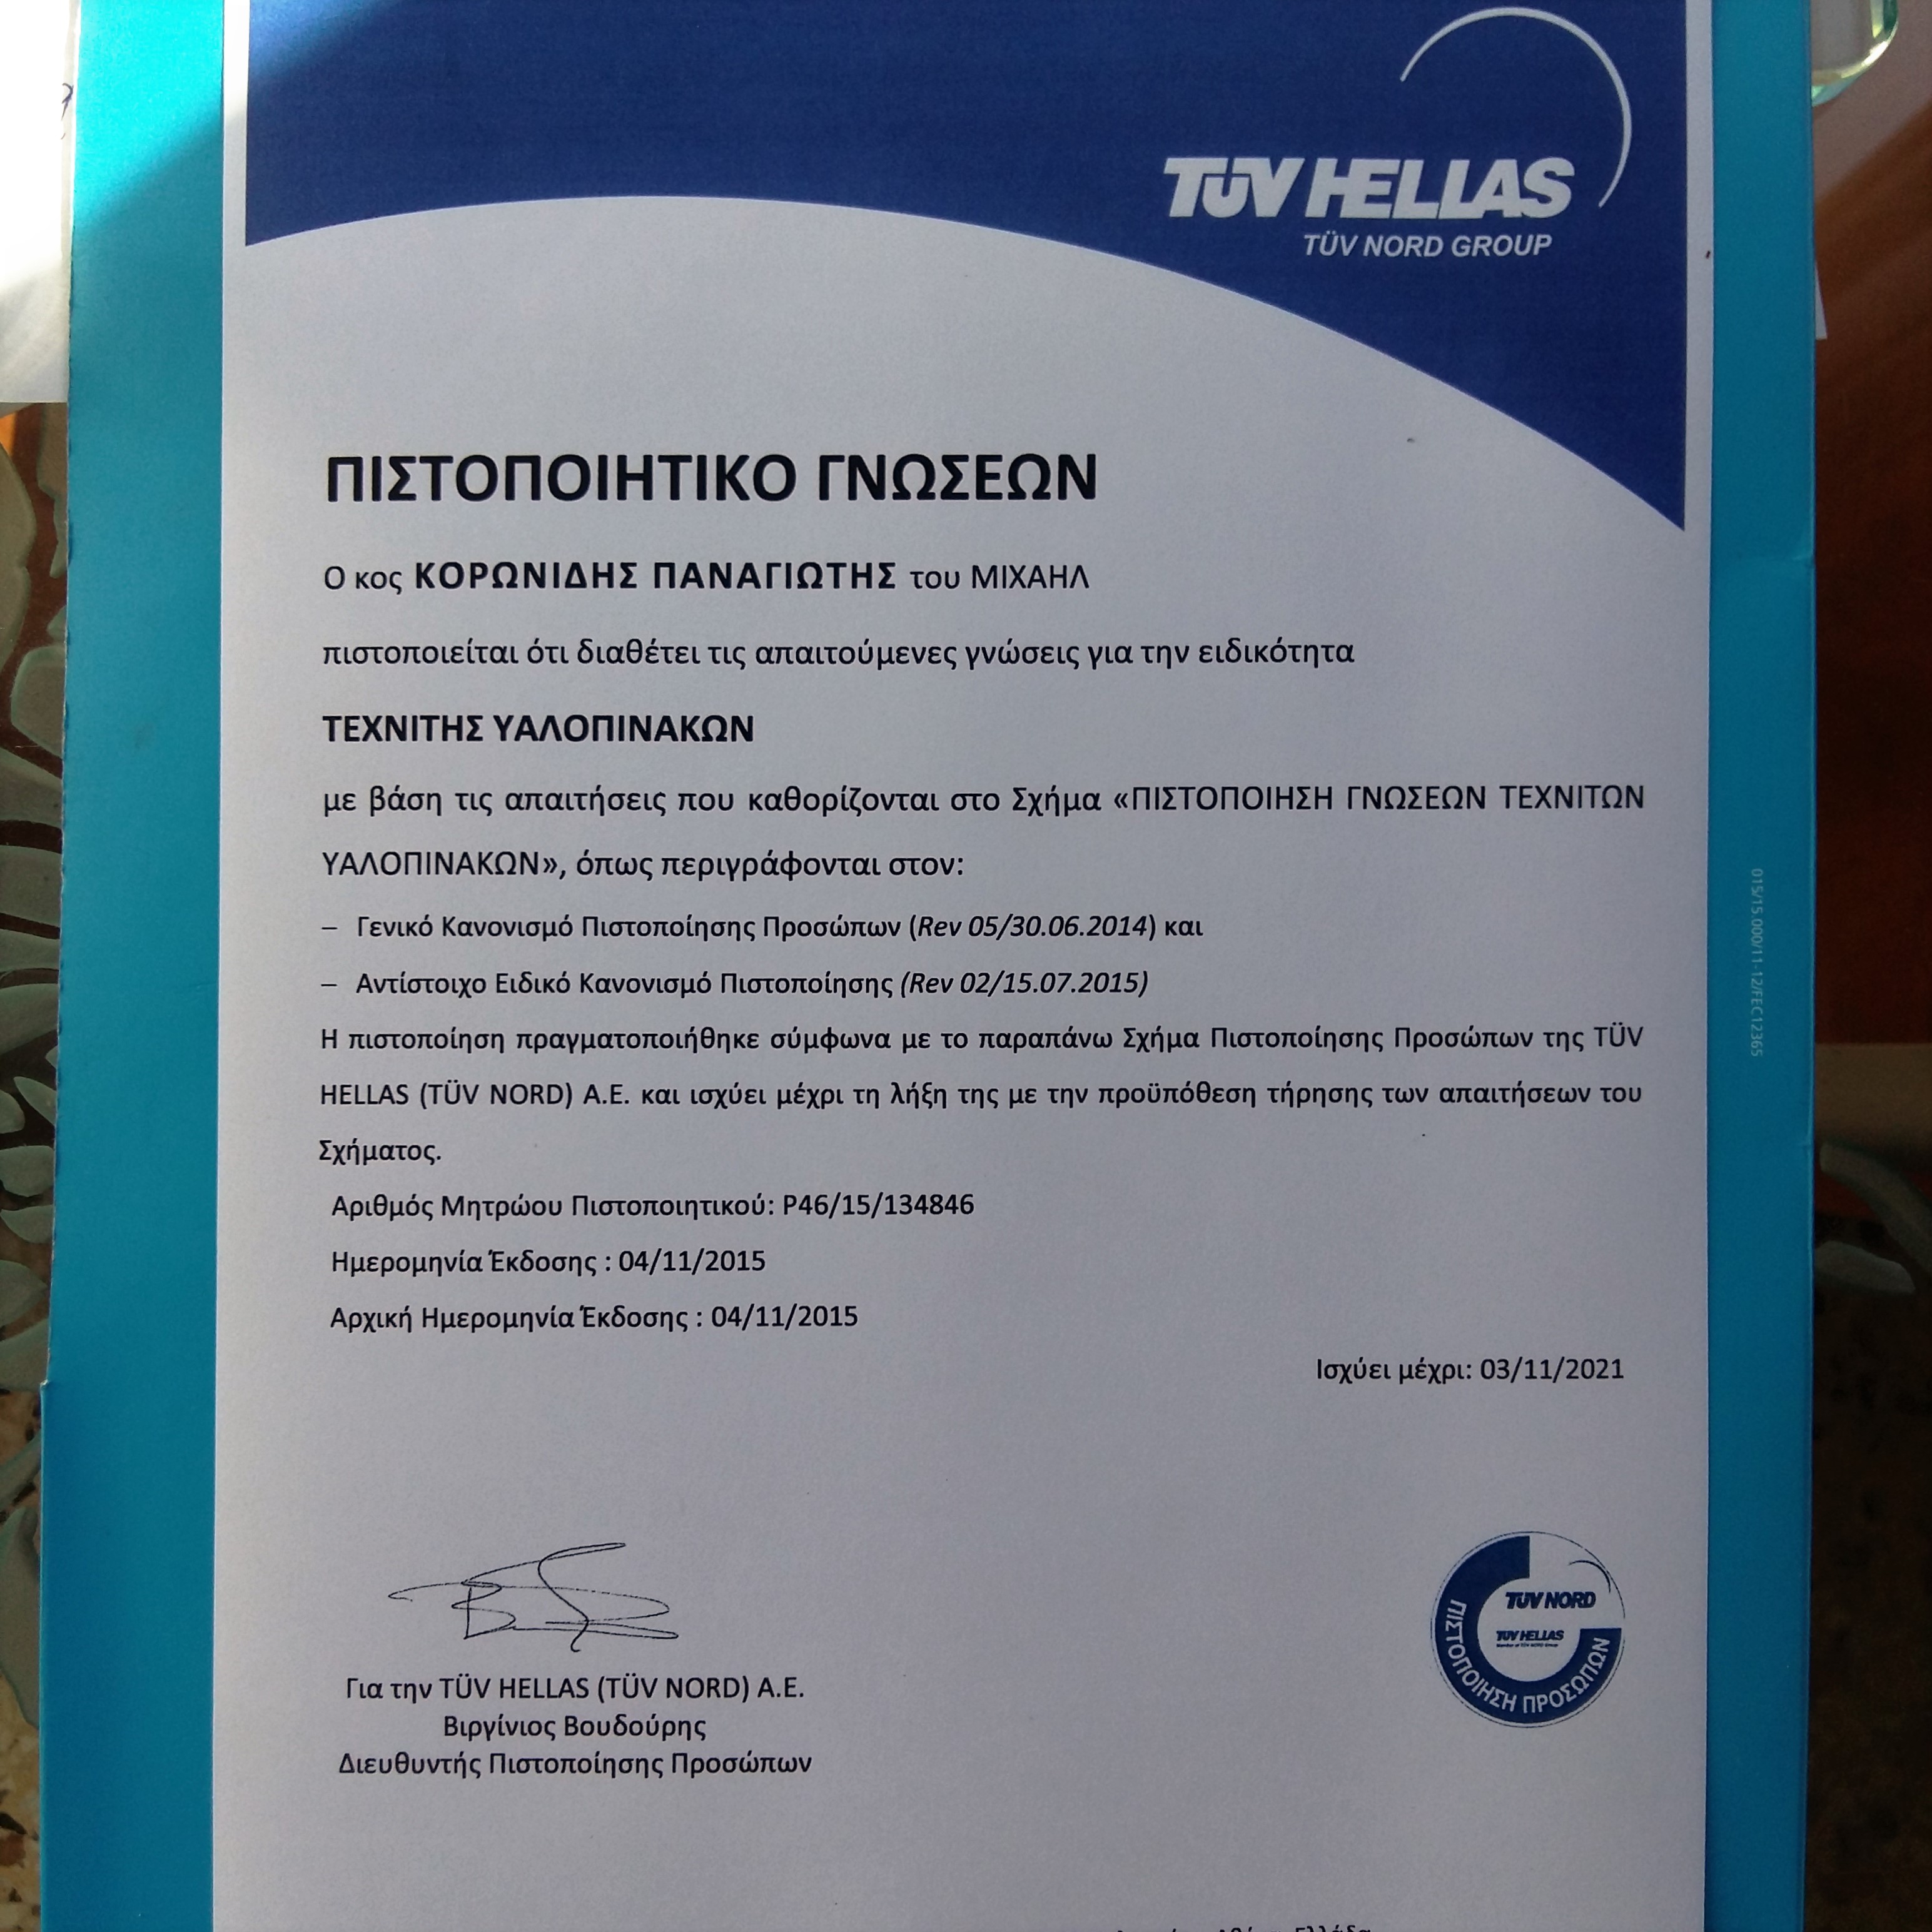 TÜV HELLAS
TÜV NORD GROUP
ΠΙΣΤΟΠΟΙΗΤΙΚΟ ΓΝΩΣΕΩΝ
Ο κος ΚΟΡΩΝΙΔΗΣ ΠΑΝΑΓΙΩΤΗΣ του ΜΙΧΑΗΛ
πιστοποιείται ότι διαθέτει τις απαιτούμενες γνώσεις για την ειδικότητα
ΤΕΧΝΙΤΗΣ ΥΑΛΟΠΙΝΑΚΩΝ
με βάση τις απαιτήσεις που καθορίζονται στο Σχήμα «ΠΙΣΤΟΠΟΙΗΣΗ ΓΝΩΣΕΩΝ ΤΕΧΝΙΤΩΝ
ΥΑΛΟΠΙΝΑΚΩΝ», όπως περιγράφονται στον:
– Γενικό Κανονισμό Πιστοποίησης Προσώπων (Rev 05/30.06.2014) και
– Αντίστοιχο Ειδικό Κανονισμό Πιστοποίησης (Rev 02/15.07.2015)
Η πιστοποίηση πραγματοποιήθηκε σύμφωνα με το παραπάνω Σχήμα Πιστοποίησης Προσώπων της TÜV
HELLAS (TÜV NORD) Α.Ε. και ισχύει μέχρι τη λήξη της με την προϋπόθεση τήρησης των απαιτήσεων του
Σχήματος.
Αριθμός Μητρώου Πιστοποιητικού: P46/15/134846
Ημερομηνία Έκδοσης : 04/11/2015
Αρχική Ημερομηνία Έκδοσης : 04/11/2015
Ισχύει μέχρι: 03/11/2021
Για την TÜV HELLAS (TÜV NORD) Α.Ε.
Βιργίνιος Βουδούρης
Διευθυντής Πιστοποίησης Προσώπων
TÜV NORD
TÜV HELLAS
ΠΙΣΤΟΠΟΙΗΣΗ ΠΡΟΣΩΠΩΝ
015/15.000/11-12/FEC12365